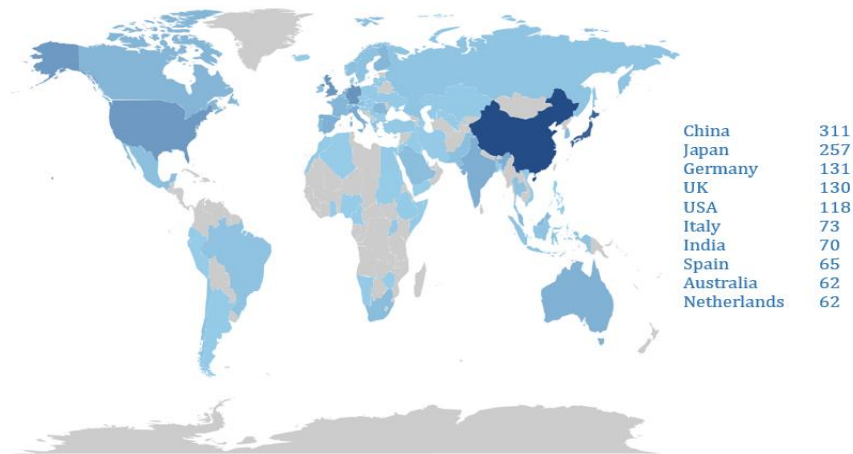 China 311
Japan 257
Germany 131
UK 130
USA 118
Italy 73
India 70
Spain 65
Australia 62
Netherlands 62